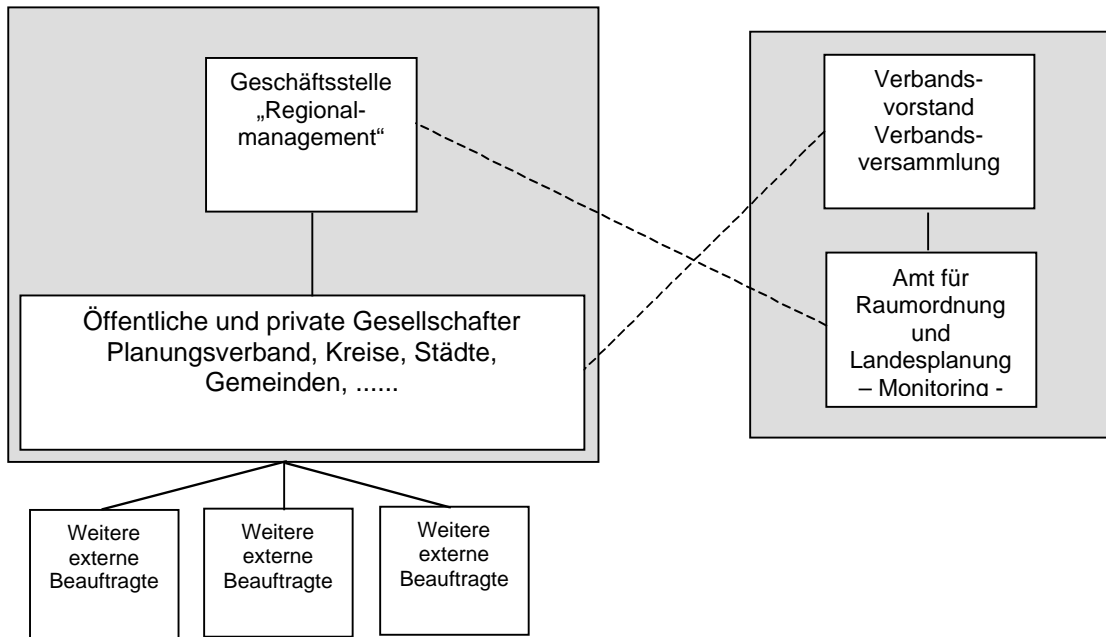 Geschäftsstelle
„Regional-
management“
Öffentliche und private Gesellschafter
Planungsverband, Kreise, Städte,
Gemeinden, ......
Weitere
externe
Beauftragte
Weitere
externe
Beauftragte
Weitere
externe
Beauftragte
Verbands-
vorstand
Verbands-
versammlung
Amt für
Raumordnung
und
Landesplanung
– Monitoring -